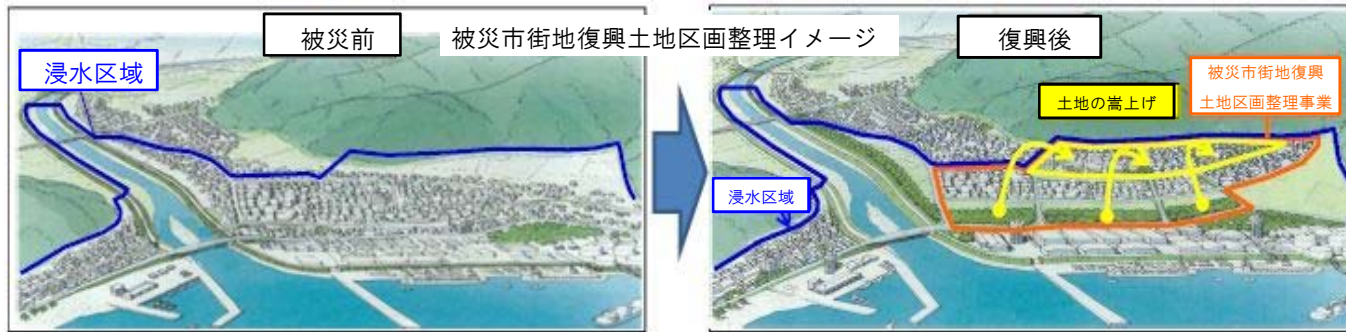 被災前
被災市街地復興土地区画整理イメージ
復興後
浸水区域
被災市街地復興
土地区画整理事業
土地の嵩上げ
浸水区域